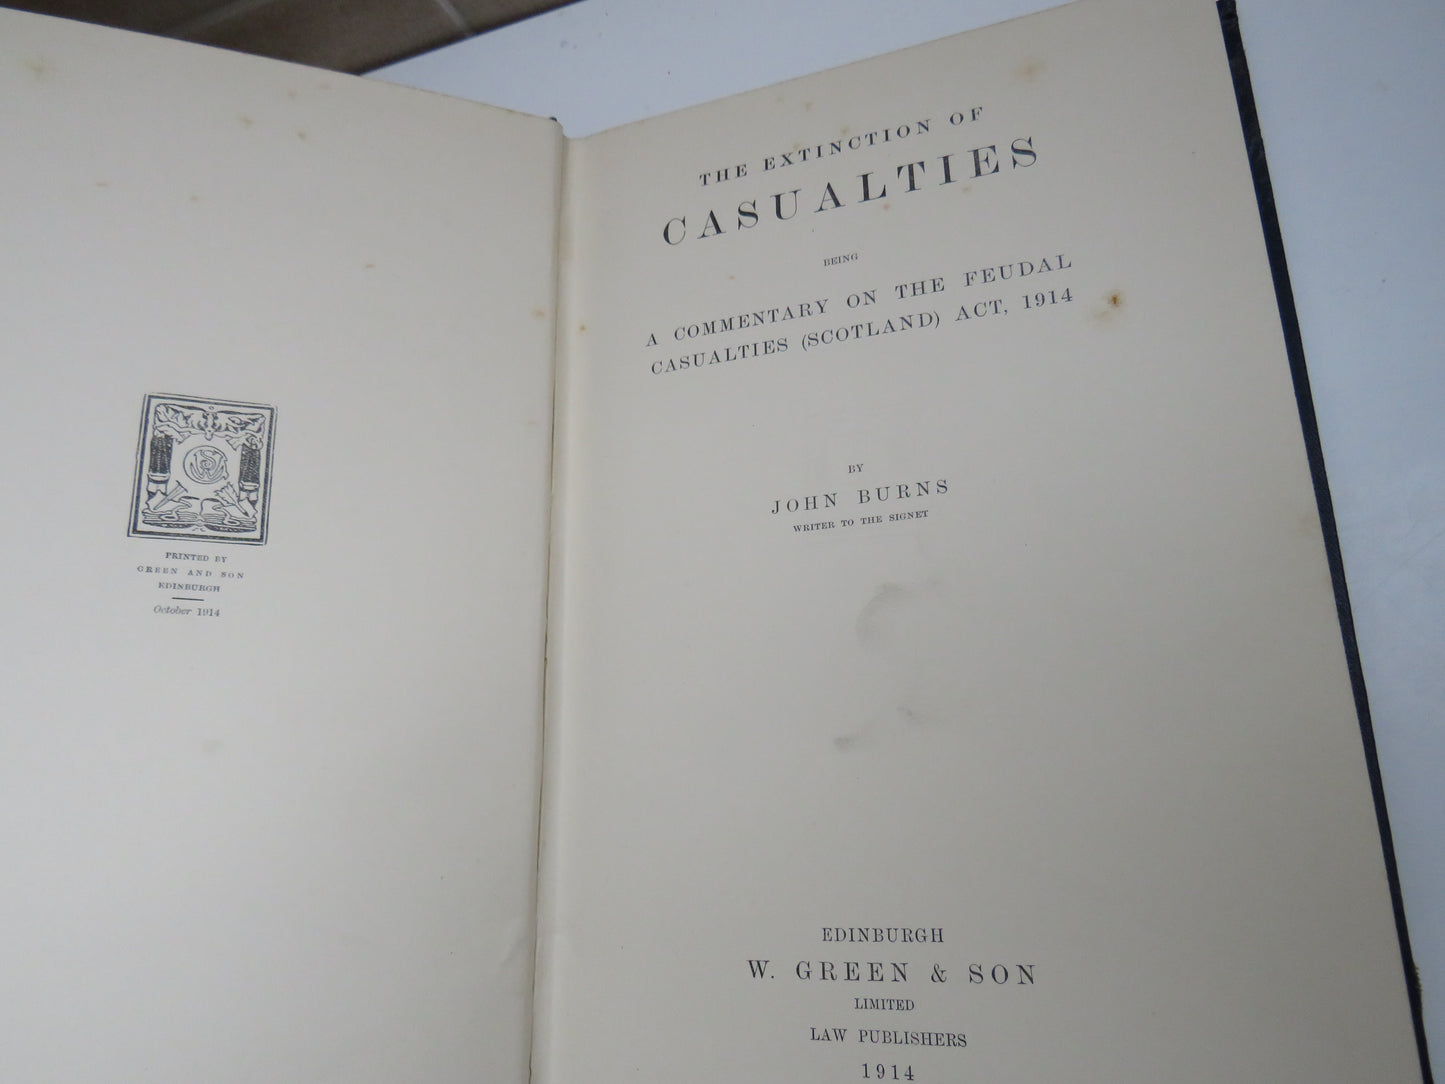 PRINTED BY
GREEN AND SON
EDINBURGH
October 1914
THE EXTINCTION OF
CASUALTIES
BEING
A COMMENTARY ON THE FEUDAL
CASUALTIES (SCOTLAND) ACT, 1914
BY
JOHN BURNS
WRITER TO THE SIGNET
EDINBURGH
W. GREEN & SON
LIMITED
LAW PUBLISHERS
1914